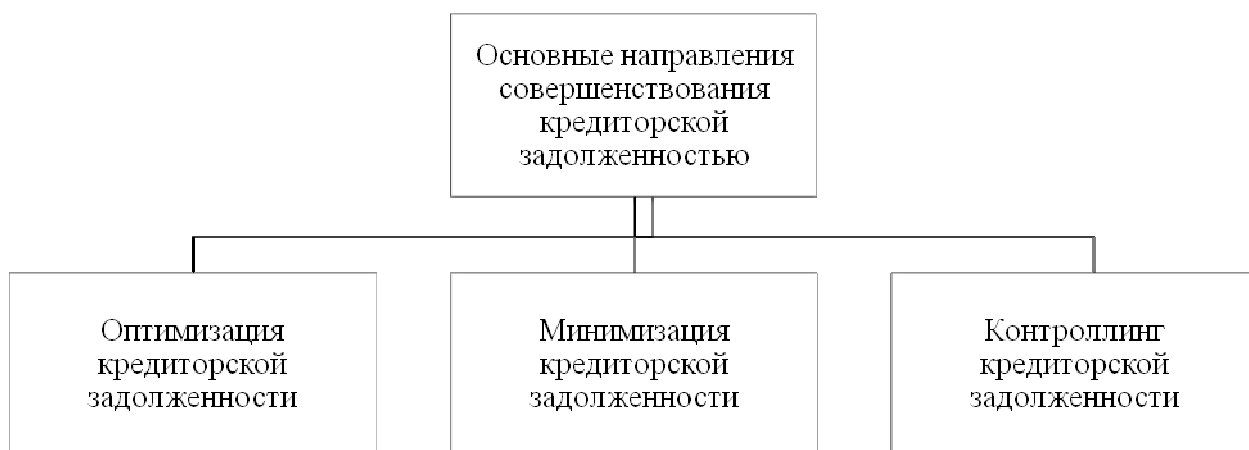 Основные направления
совершенствования
кредиторской
задолженностью
Оптимизация
кредиторской
задолженности
Минимизация
кредиторской
задолженности
Контроллинг
кредиторской
задолженности